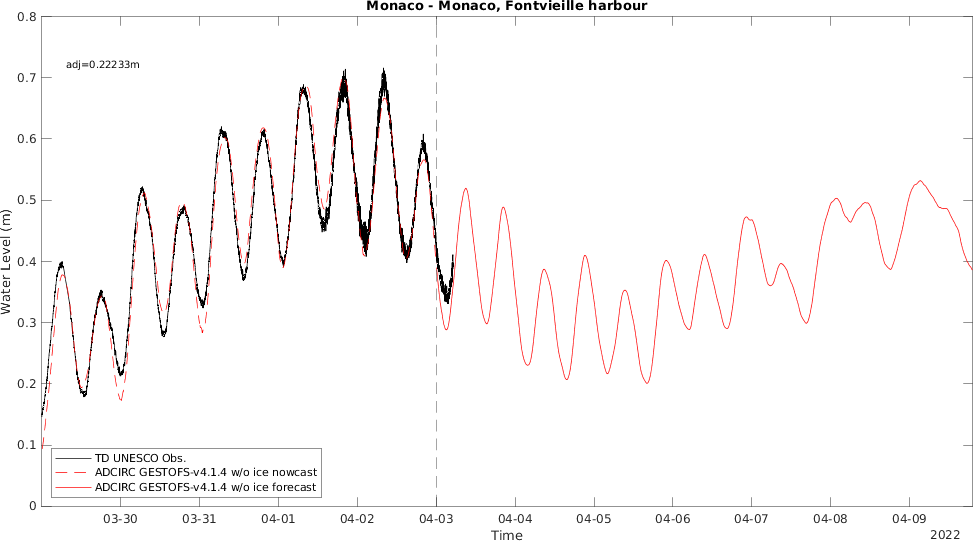 Monaco - Monaco, Fontvieille harbour
adj=0.22233m
0.8
0.7
0.6
0.5
0.4
0.3
0.2
0.1
0
Water Level (m)
TD UNESCO Obs.
ADCIRC GESTOFS-v4.1.4 w/o ice nowcast
ADCIRC GESTOFS-v4.1.4 w/o ice forecast
03-30 03-31 04-01 04-02 04-03 04-04 04-05 04-06 04-07 04-08 04-09
Time
2022